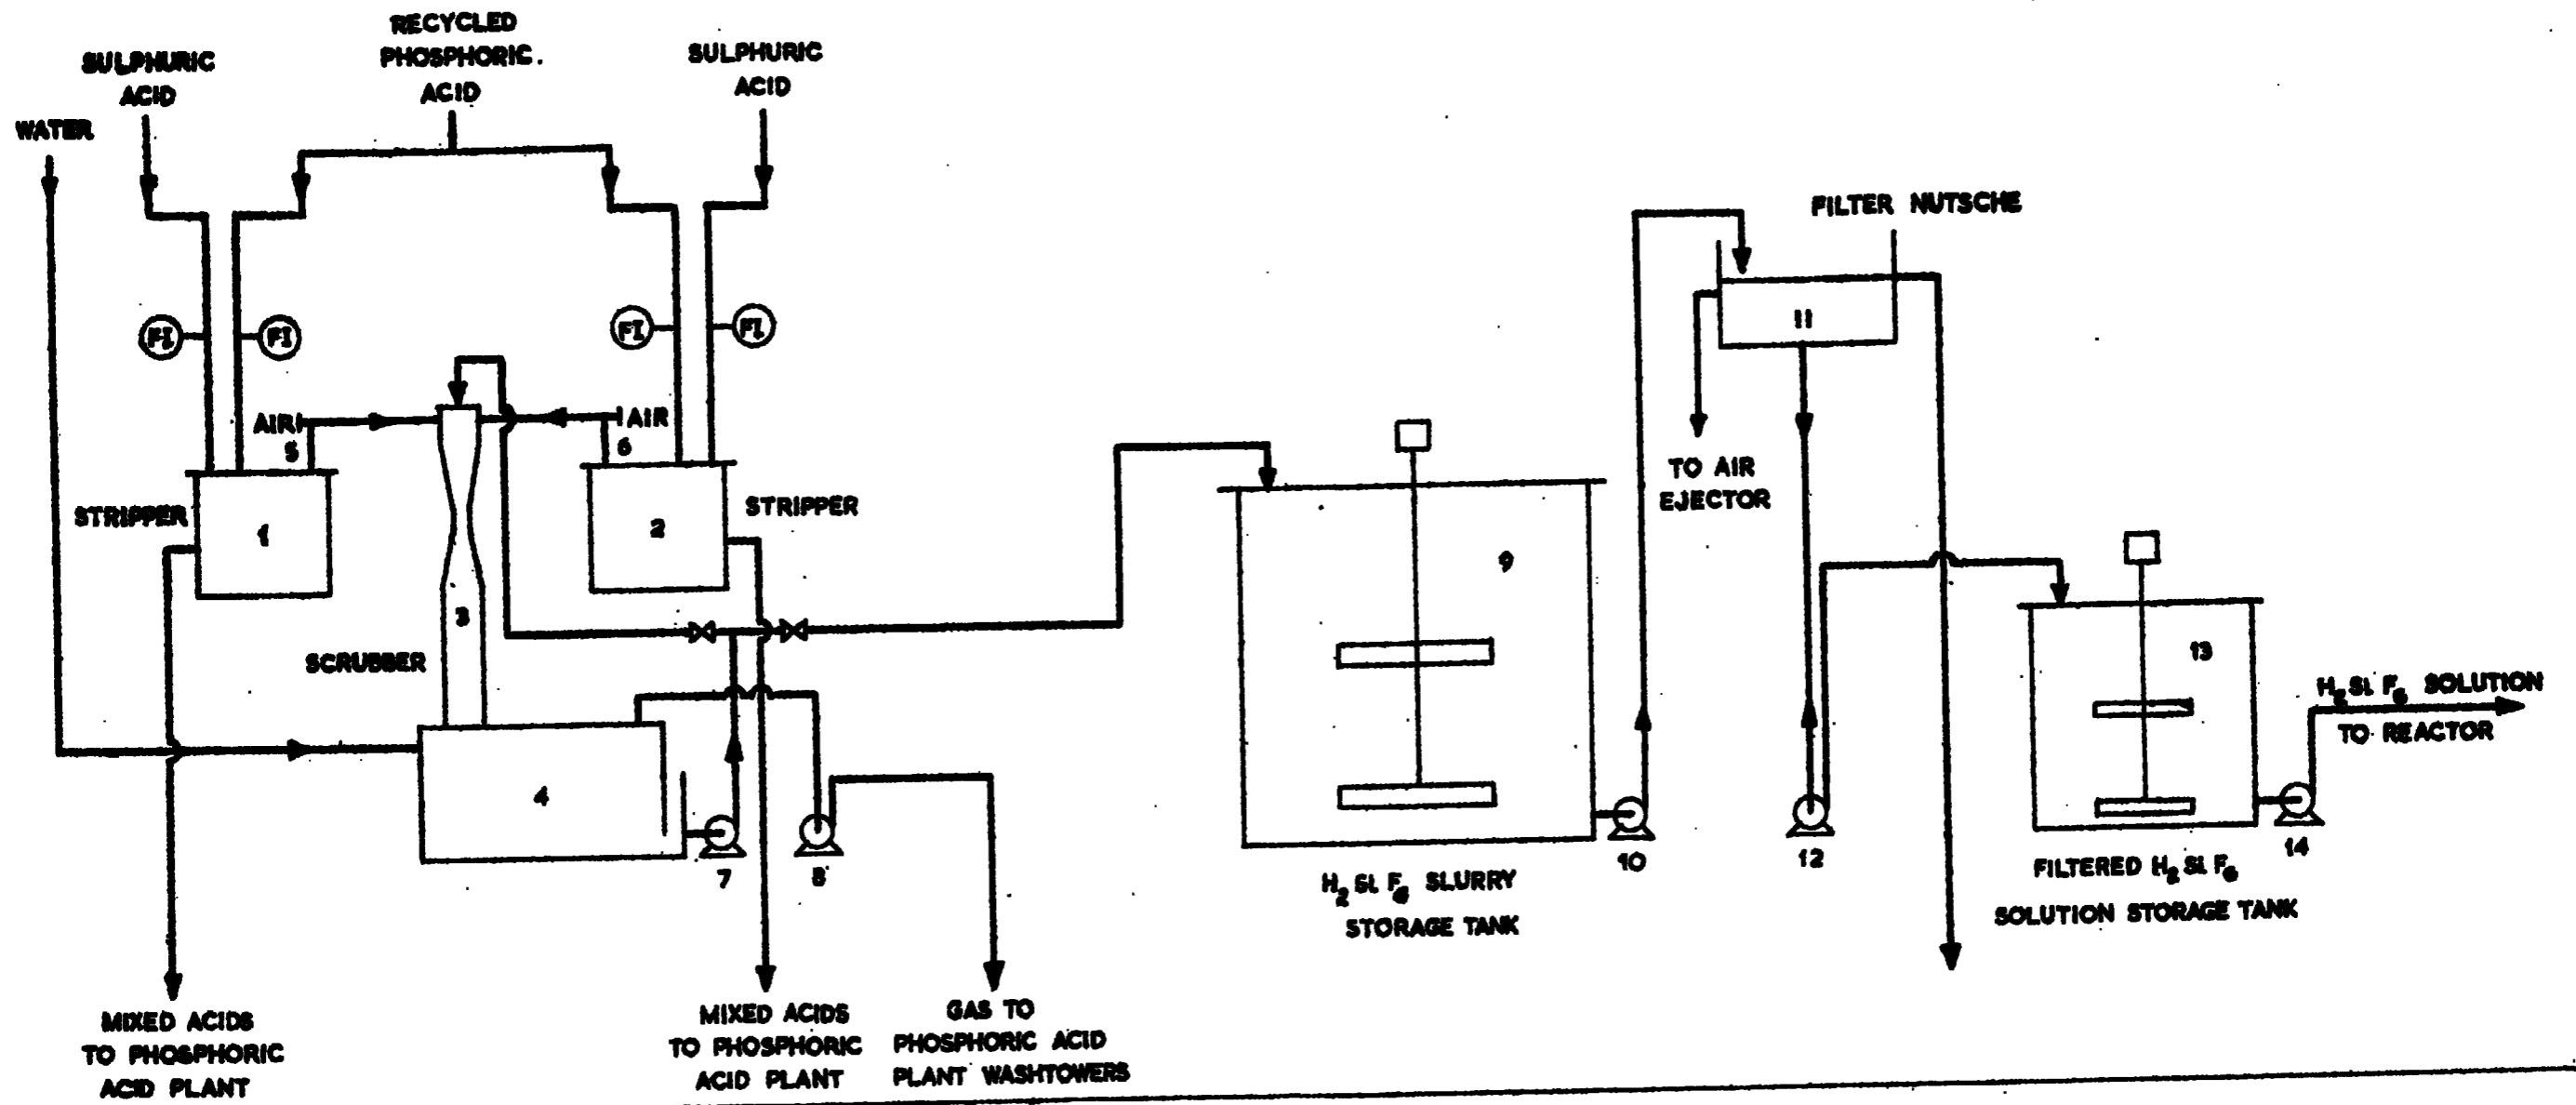 RECYCLED
PHOSPHORIC.
ACID
SULPHURIC
ACID
SULPHURIC
ACID
WATER
FI
FI
FI
FI
FILTER NUTSCHE
11
AIR
5
AIR
6
TO AIR
EJECTOR
STRIPPER
1
2
STRIPPER
3
SCRUBBER
4
7
8
9
10
12
13
14
H2 Si F6 SOLUTION
TO REACTOR
H2 Si F6 SLURRY
STORAGE TANK
FILTERED H2 Si F6
SOLUTION STORAGE TANK
MIXED ACIDS
TO PHOSPHORIC
ACID PLANT
MIXED ACIDS
TO PHOSPHORIC
ACID PLANT
GAS TO
PHOSPHORIC ACID
PLANT WASHTOWERS